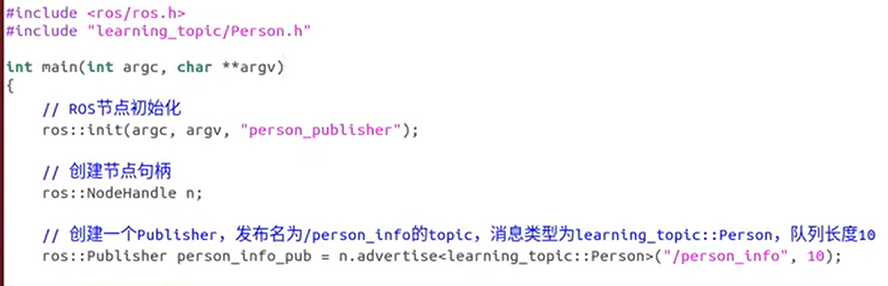 #include <ros/ros.h>
#include "learning_topic/Person.h"
int main(int argc, char **argv)
{
// ROS节点初始化
ros::init(argc, argv, "person_publisher");
// 创建节点句柄
ros::NodeHandle n;
// 创建一个Publisher，发布名为/person_info的topic，消息类型为learning_topic::Person，队列长度10
ros::Publisher person_info_pub = n.advertise<learning_topic::Person>("/person_info", 10);